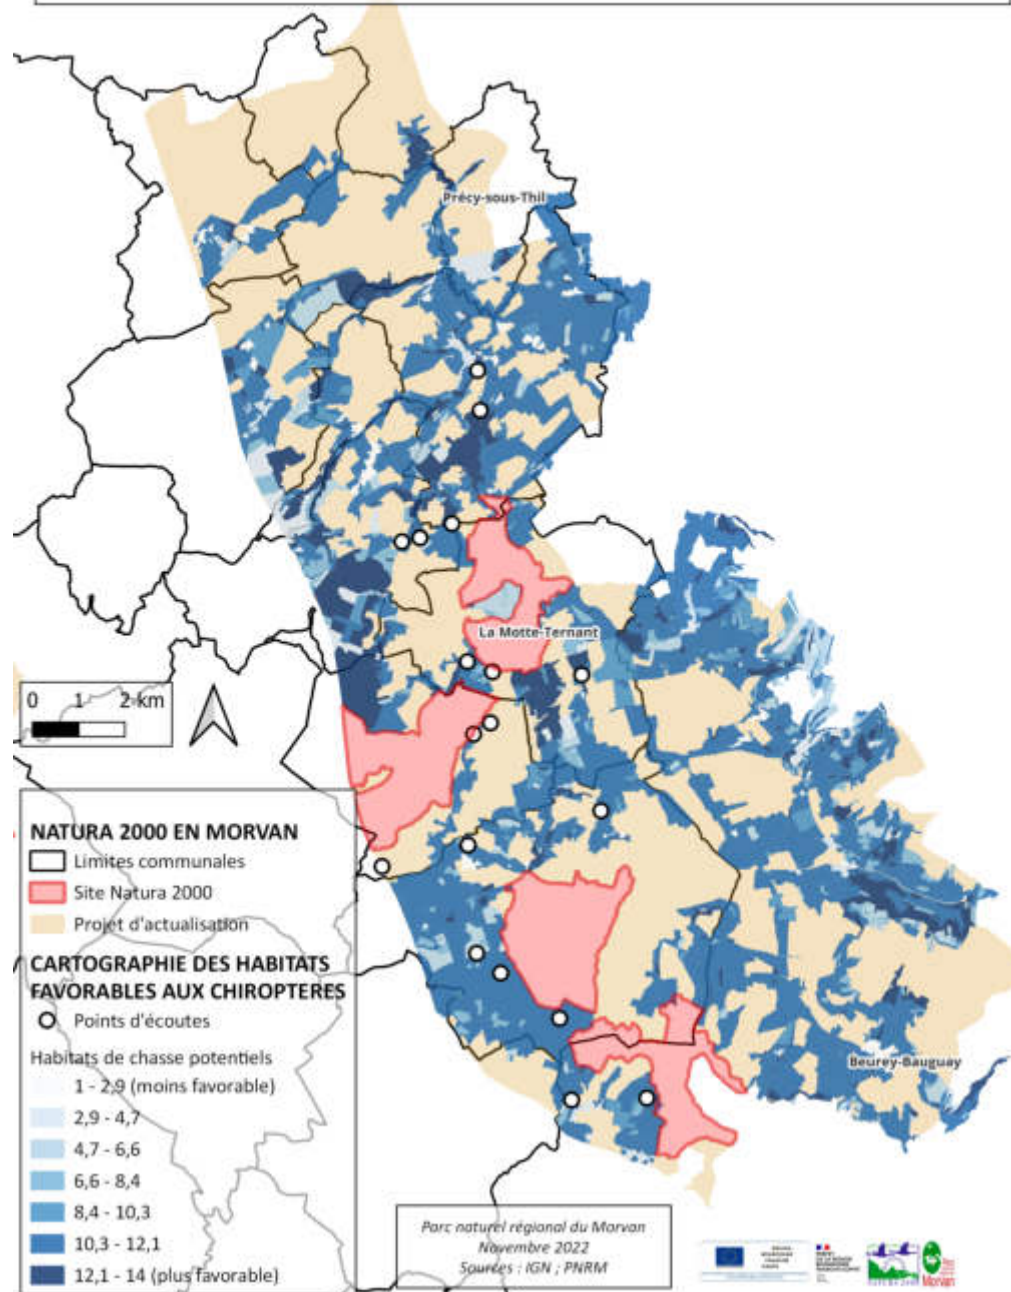 Précy-sous-Thil
La Motte-Ternant
0 1 2 km
NATURA 2000 EN MORVAN
Limites communales
Site Natura 2000
Projet d'actualisation
CARTOGRAPHIE DES HABITATS
FAVORABLES AUX CHIROPTERES
Points d'écoutes
Habitats de chasse potentiels
1 - 2,9 (moins favorable)
2,9 - 4,7
4,7 - 6,6
6,6 - 8,4
8,4 - 10,3
10,3 - 12,1
12,1 - 14 (plus favorable)
Beurey-Bauguay
Parc naturel régional du Morvan
Novembre 2022
Sources : IGN ; PNRM
Morvan